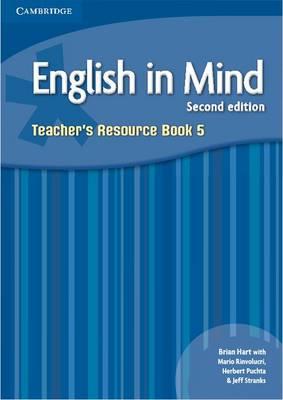 CAMBRIDGE
English in Mind
Second edition
Teacher's Resource Book 5
Brian Hart with
Mario Rinvolucri,
Herbert Puchta
& Jeff Stranks